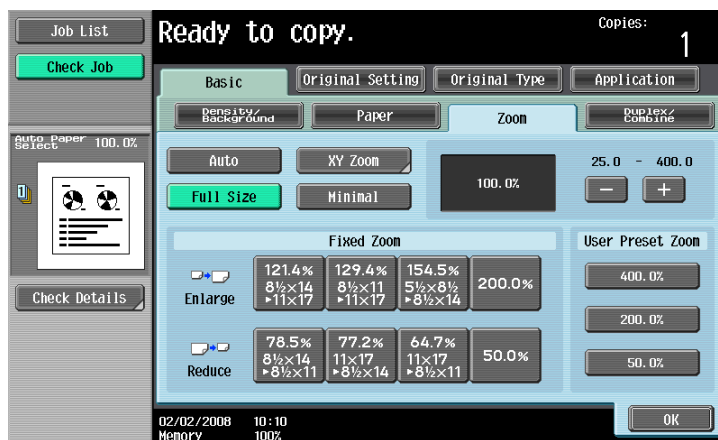 Job List
Check Job
Ready to copy.
Copies:
1
Basic
Original Setting
Original Type
Application
Density/
Background
Paper
Zoom
Duplex/
Combine
Auto Paper
Select
100.0%
1
Check Details
Auto
XY Zoom
Full Size
Minimal
100.0%
25.0 - 400.0
−
+
Fixed Zoom
Enlarge
121.4%
8½×14
▸11×17
129.4%
8½×11
▸11×17
154.5%
5½×8½
▸8½×14
200.0%
Reduce
78.5%
8½×14
▸8½×11
77.2%
11×17
▸8½×14
64.7%
11×17
▸8½×11
50.0%
User Preset Zoom
400.0%
200.0%
50.0%
02/02/2008 10:10
Memory 100%
OK